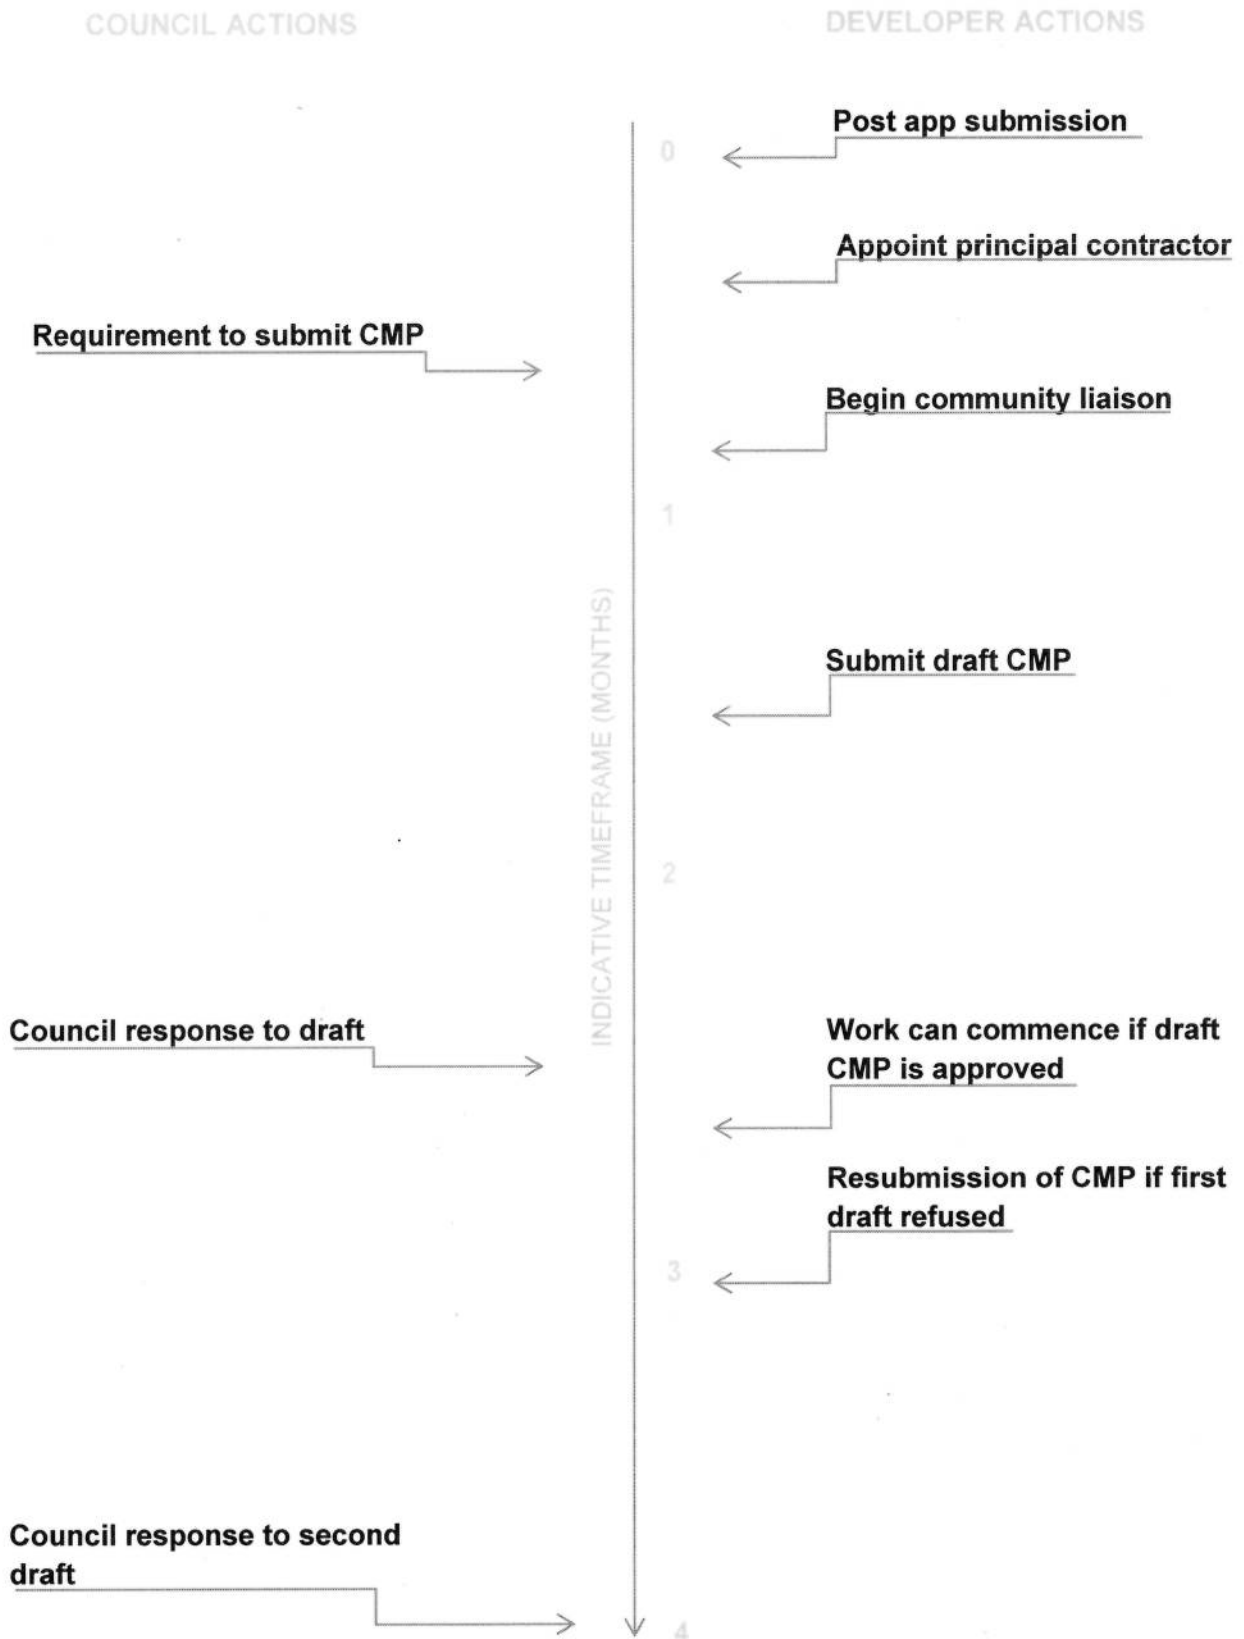 COUNCIL ACTIONS
DEVELOPER ACTIONS
Post app submission
0
Appoint principal contractor
Requirement to submit CMP
Begin community liaison
1
INDICATIVE TIMEFRAME (MONTHS)
Submit draft CMP
2
Council response to draft
Work can commence if draft
CMP is approved
Resubmission of CMP if first
draft refused
3
Council response to second
draft
4